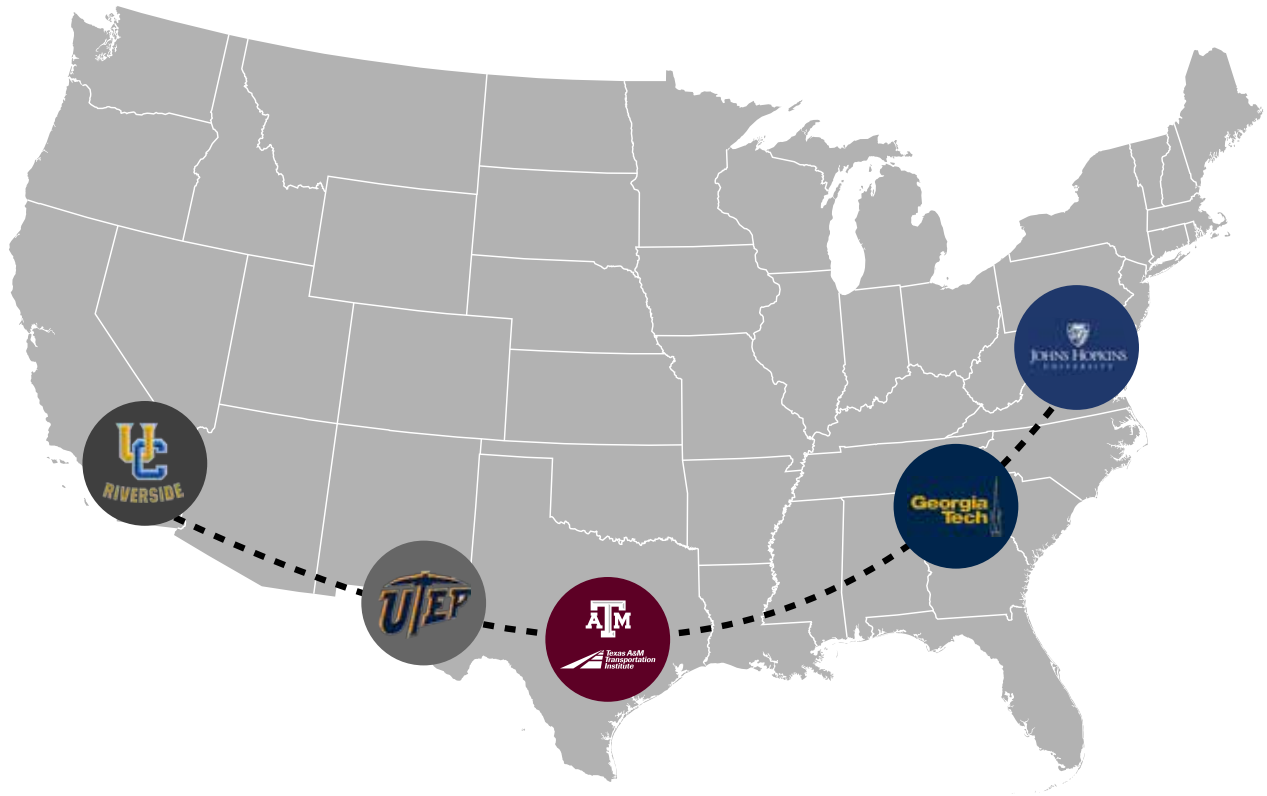 UC
RIVERSIDE
UTEP
ATM
Texas A&M
Transportation
Institute
Georgia
Tech
JOHNS HOPKINS
UNIVERSITY